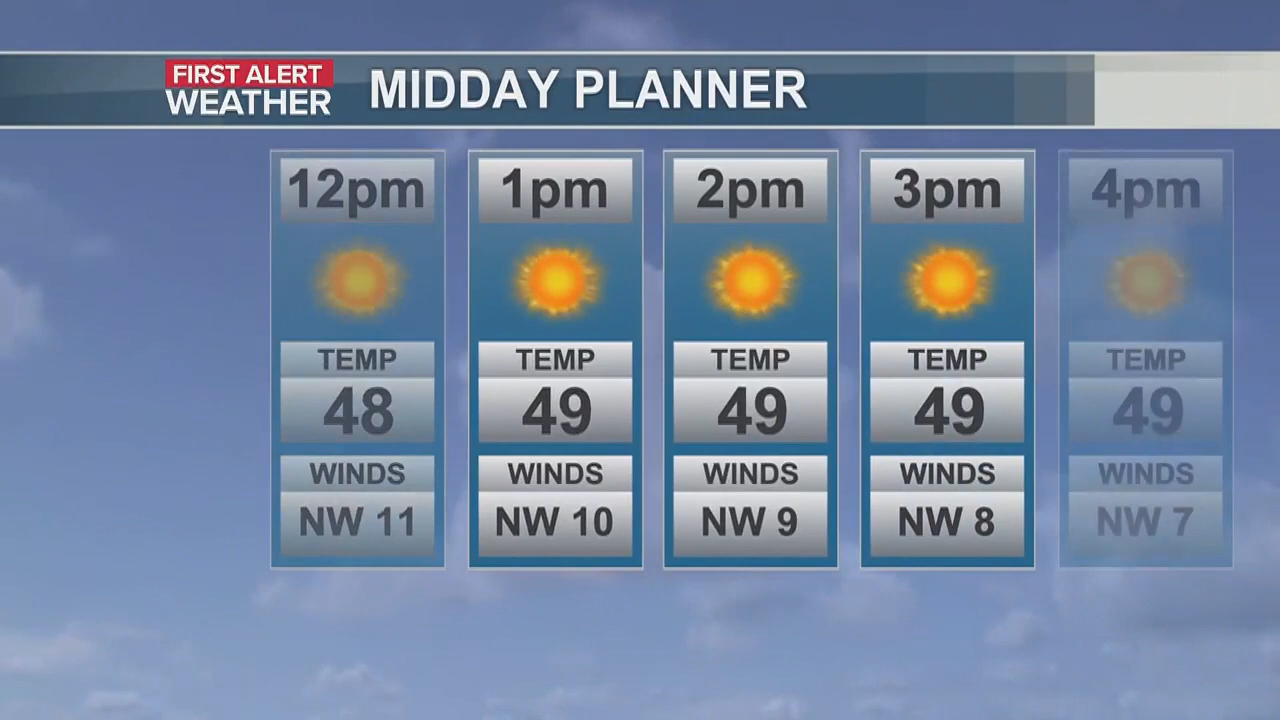 FIRST ALERT
WEATHER
MIDDAY PLANNER
12pm
TEMP
48
WINDS
NW 11
1pm
TEMP
49
WINDS
NW 10
2pm
TEMP
49
WINDS
NW 9
3pm
TEMP
49
WINDS
NW 8
4pm
TEMP
49
WINDS
NW 7